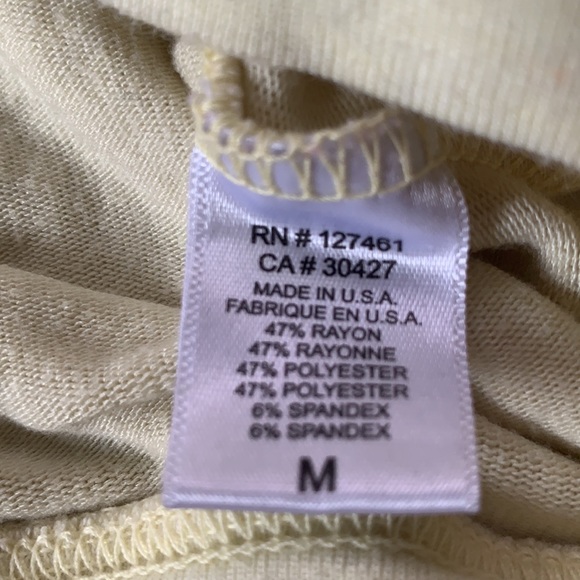 RN # 127461
CA # 30427
MADE IN U.S.A.
FABRIQUE EN U.S.A.
47% RAYON
47% RAYONNE
47% POLYESTER
47% POLYESTER
6% SPANDEX
6% SPANDEX
M